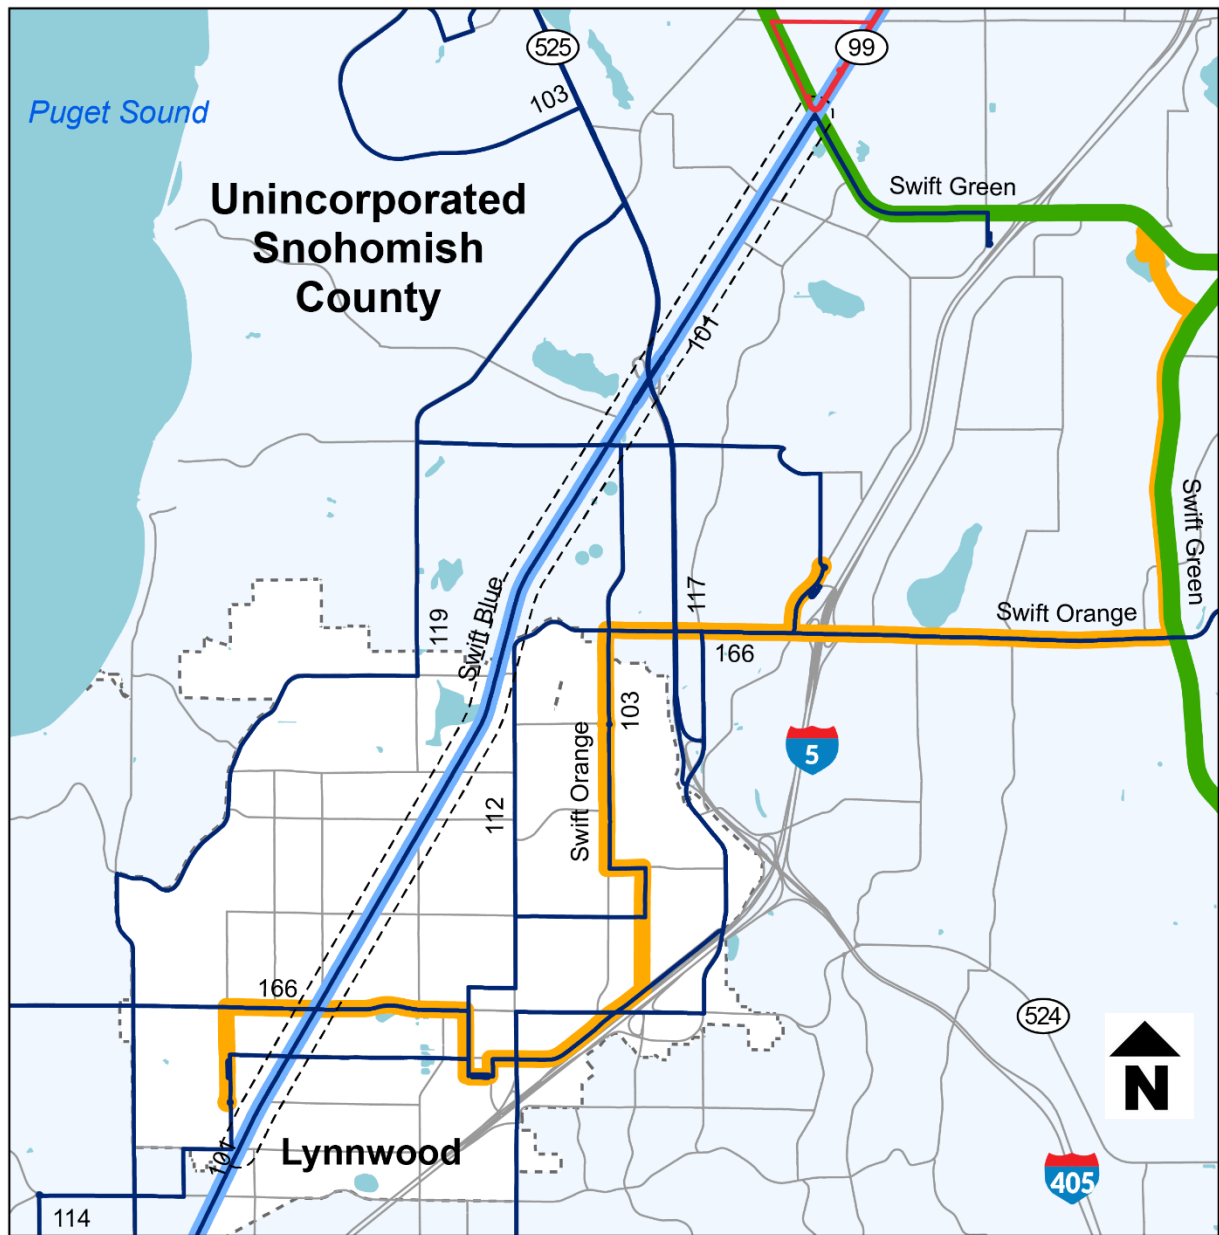 525
99
103
Puget Sound
Swift Green
Unincorporated
Snohomish
County
101
Swift Green
119
Swift Blue
117
Swift Orange
166
103
Swift Orange
5
112
166
524
N
101
Lynnwood
405
114